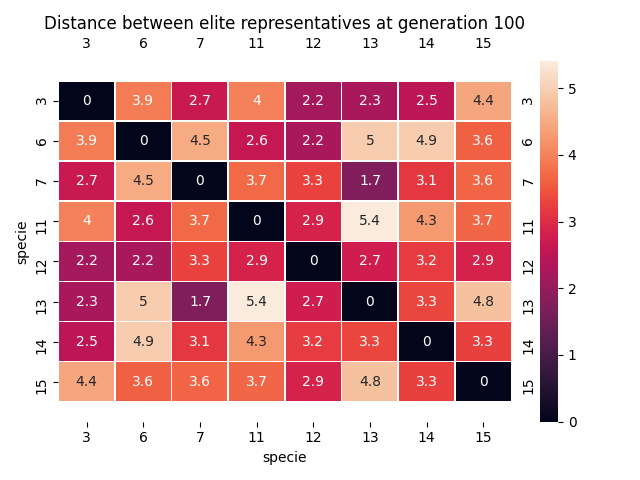 Distance between elite representatives at generation 100
3 6 7 11 12 13 14 15
3 0 3.9 2.7 4 2.2 2.3 2.5 4.4 3
6 3.9 0 4.5 2.6 2.2 5 4.9 3.6 6
7 2.7 4.5 0 3.7 3.3 1.7 3.1 3.6 7
11 4 2.6 3.7 0 2.9 5.4 4.3 3.7 11
12 2.2 2.2 3.3 2.9 0 2.7 3.2 2.9 12
13 2.3 5 1.7 5.4 2.7 0 3.3 4.8 13
14 2.5 4.9 3.1 4.3 3.2 3.3 0 3.3 14
15 4.4 3.6 3.6 3.7 2.9 4.8 3.3 0 15
3 6 7 11 12 13 14 15
specie
specie
5
4
3
2
1
0